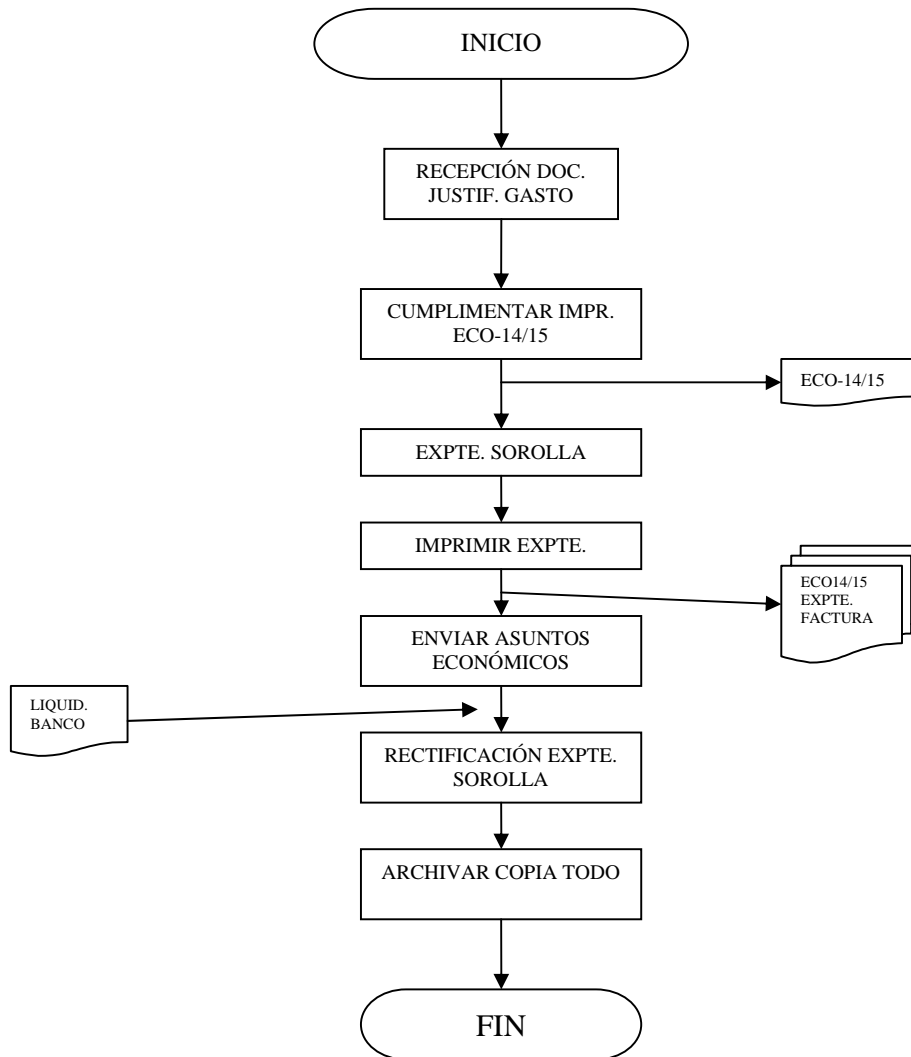 INICIO
RECEPCIÓN DOC.
JUSTIF. GASTO
CUMPLIMENTAR IMPR.
ECO-14/15
ECO-14/15
EXPTE. SOROLLA
IMPRIMIR EXPTE.
ECO14/15
EXPTE.
FACTURA
ENVIAR ASUNTOS
ECONÓMICOS
LIQUID.
BANCO
RECTIFICACIÓN EXPTE.
SOROLLA
ARCHIVAR COPIA TODO
FIN